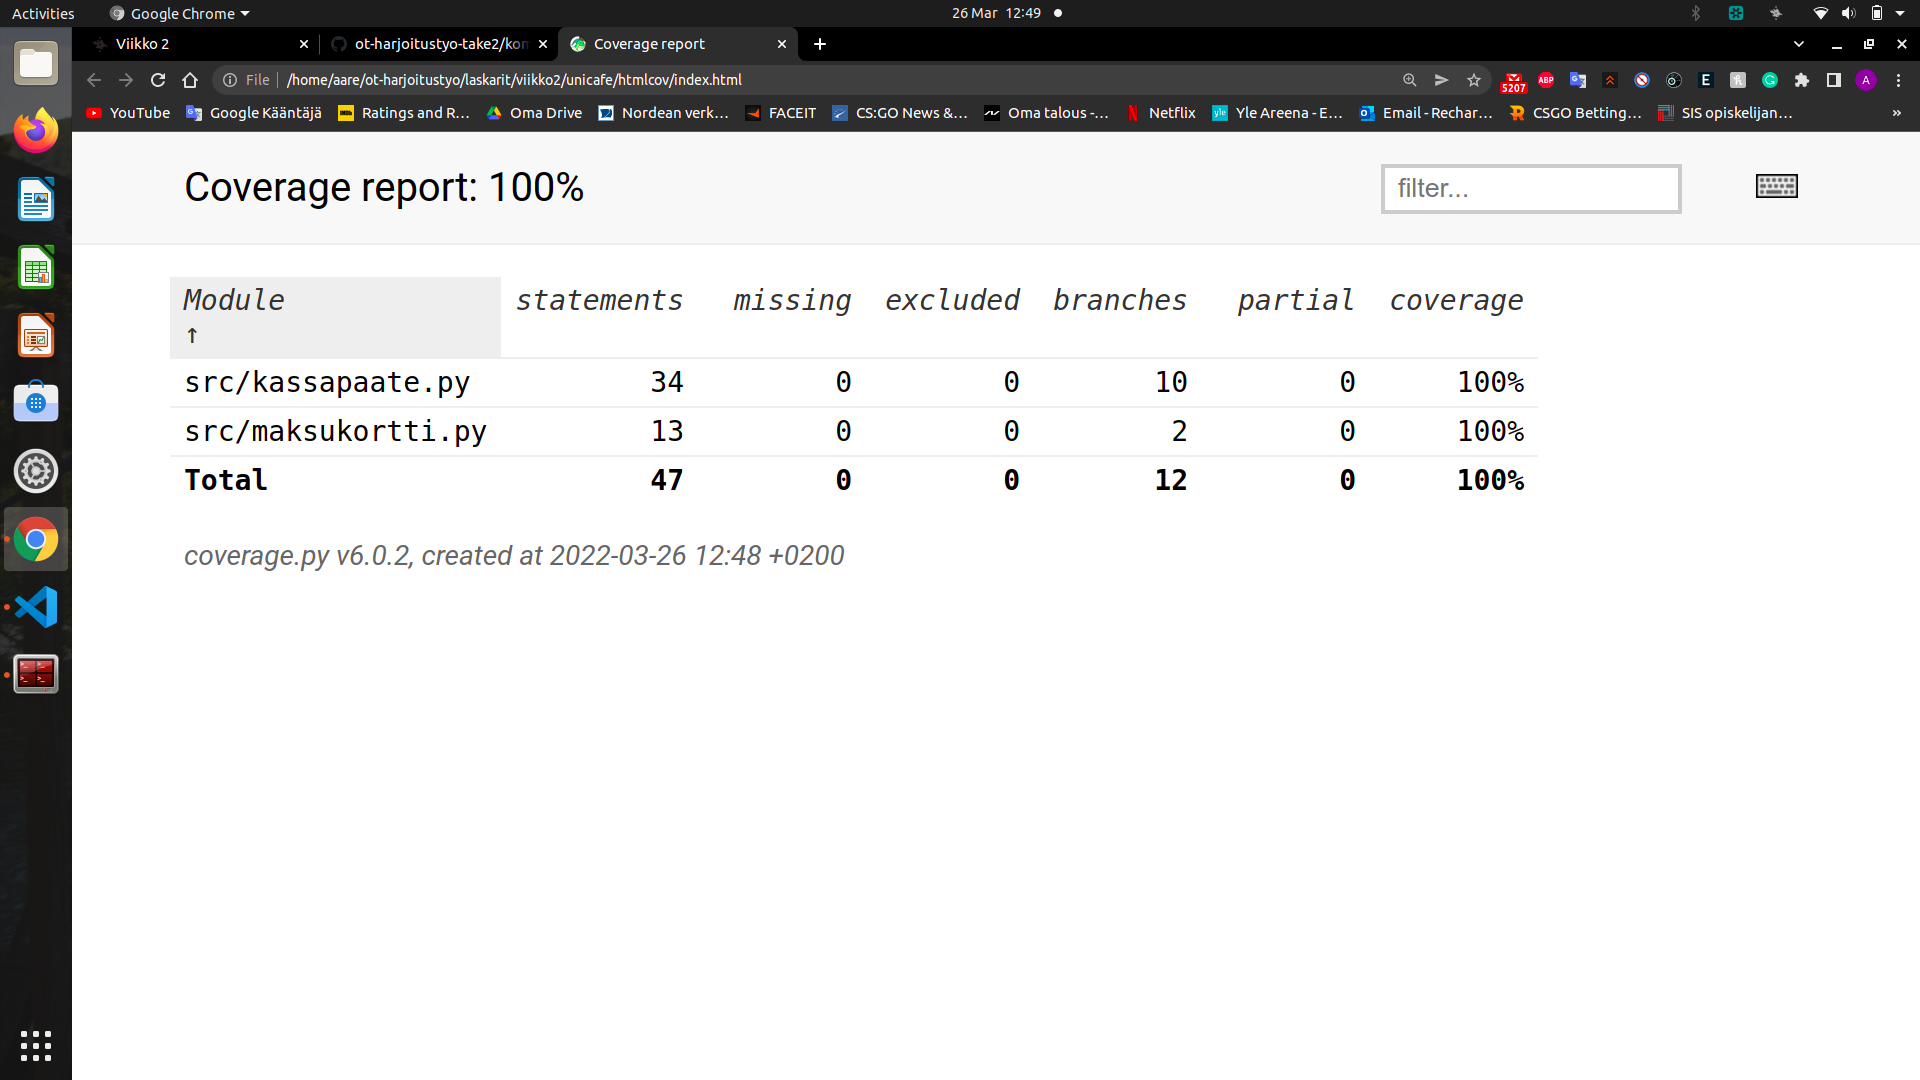 Activities Google Chrome 26 Mar 12:49
Viikko 2 ot-harjoitustyo-take2/kon Coverage report
File /home/aare/ot-harjoitustyo/laskarit/viikko2/unicafe/htmlcov/index.html 5207 ABP E A
YouTube Google Kääntäjä Ratings and R... Oma Drive Nordean verk... FACEIT CS:GO News &... Oma talous -... Netflix Yle Areena - E... Email - Rechar... CSGO Betting... SIS opiskelijan... »
Coverage report: 100% filter...
Module statements missing excluded branches partial coverage
↑
src/kassapaate.py 34 0 0 10 0 100%
src/maksukortti.py 13 0 0 2 0 100%
Total 47 0 0 12 0 100%
coverage.py v6.0.2, created at 2022-03-26 12:48 +0200